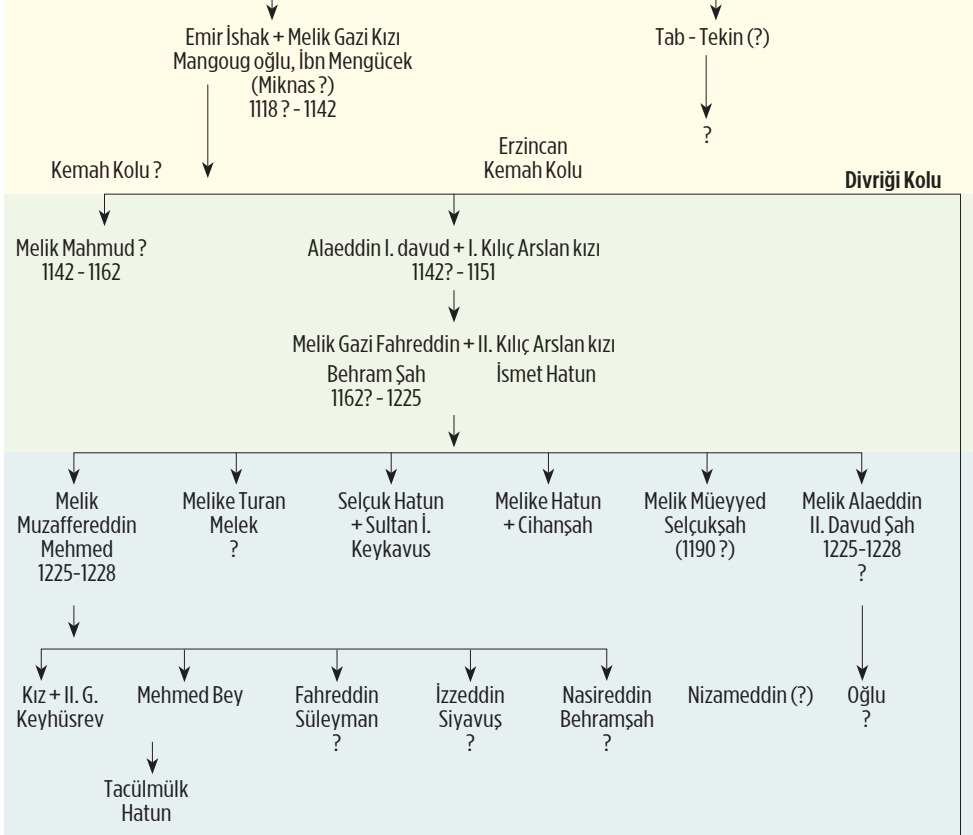 Emir İshak + Melik Gazi Kızı
Mangoug oğlu, İbn Mengücek
(Miknas ?)
1118 ? - 1142
Tab - Tekin (?)
?
Kemah Kolu ?
Erzincan
Kemah Kolu
Divriği Kolu
Melik Mahmud ?
1142 - 1162
Alaeddin I. davud + I. Kılıç Arslan kızı
1142? - 1151
Melik Gazi Fahreddin + II. Kılıç Arslan kızı
Behram Şah İsmet Hatun
1162? - 1225
Melik
Muzaffereddin
Mehmed
1225-1228
Melike Turan
Melek
?
Selçuk Hatun
+ Sultan İ.
Keykavus
Melike Hatun
+ Cihanşah
Melik Müeyyed
Selçukşah
(1190 ?)
Melik Alaeddin
II. Davud Şah
1225-1228
?
Kız + II. G.
Keyhüsrev
Mehmed Bey
Fahreddin
Süleyman
?
İzzeddin
Siyavuş
?
Nasireddin
Behramşah
?
Nizameddin (?)
Oğlu
?
Tacülmülk
Hatun